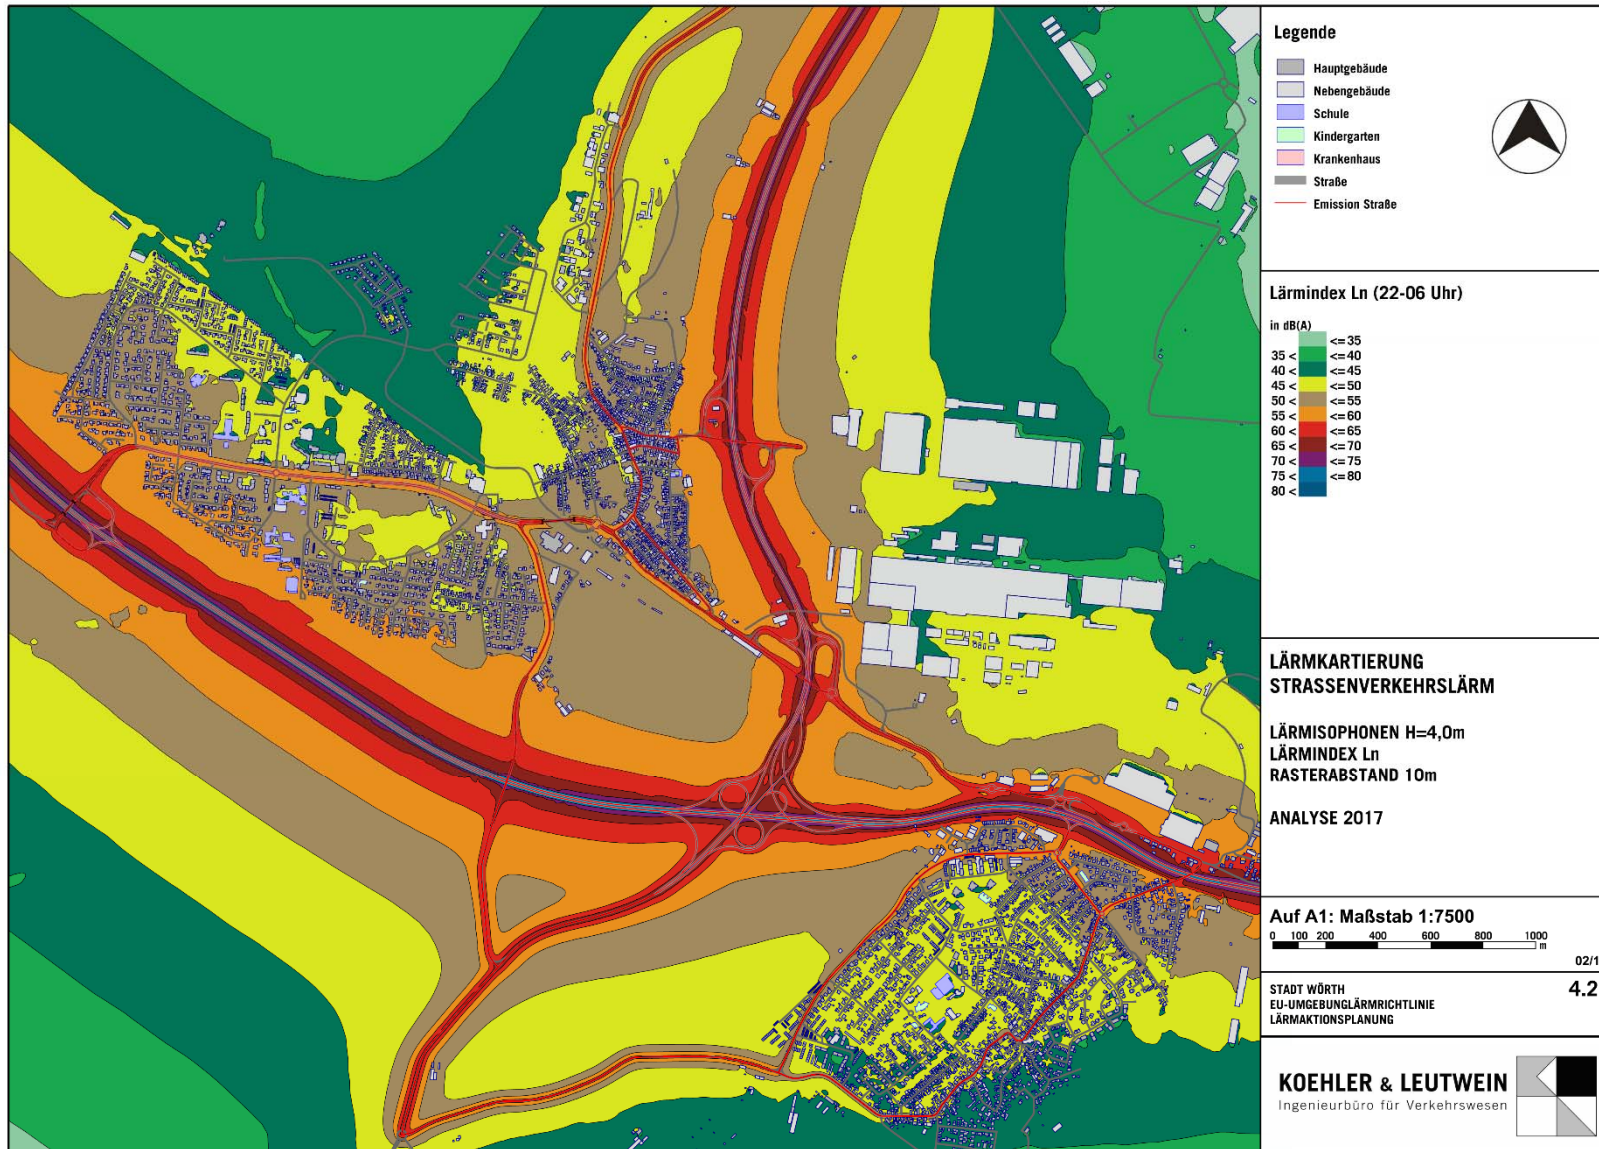 Legende
Hauptgebäude
Nebengebäude
Schule
Kindergarten
Krankenhaus
Straße
Emission Straße
Lärmindex Ln (22-06 Uhr)
in dB(A)
<=35
35 < <=40
40 < <=45
45 < <=50
50 < <=55
55 < <=60
60 < <=65
65 < <=70
70 < <=75
75 < <=80
80 <
LÄRMKARTIERUNG
STRASSENVERKEHRSLÄRM
LÄRMISOPHONEN H=4,0m
LÄRMINDEX Ln
RASTERABSTAND 10m
ANALYSE 2017
Auf A1: Maßstab 1:7500
0 100 200 400 600 800 1000
m
02/1
STADT WÖRTH 4.2
EU-UMGEBUNGLÄRMRICHTLINIE
LÄRMAKTIONSPLANUNG
KOEHLER & LEUTWEIN
Ingenieurbüro für Verkehrswesen